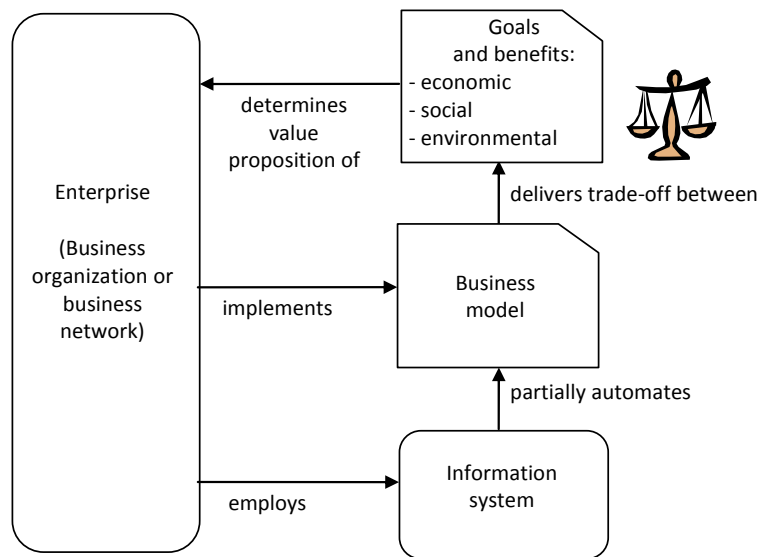 Goals
and benefits:
- economic
- social
- environmental
determines
value
proposition of
delivers trade-off between
Enterprise
(Business
organization or
business
network)
implements
Business
model
partially automates
Information
system
employs